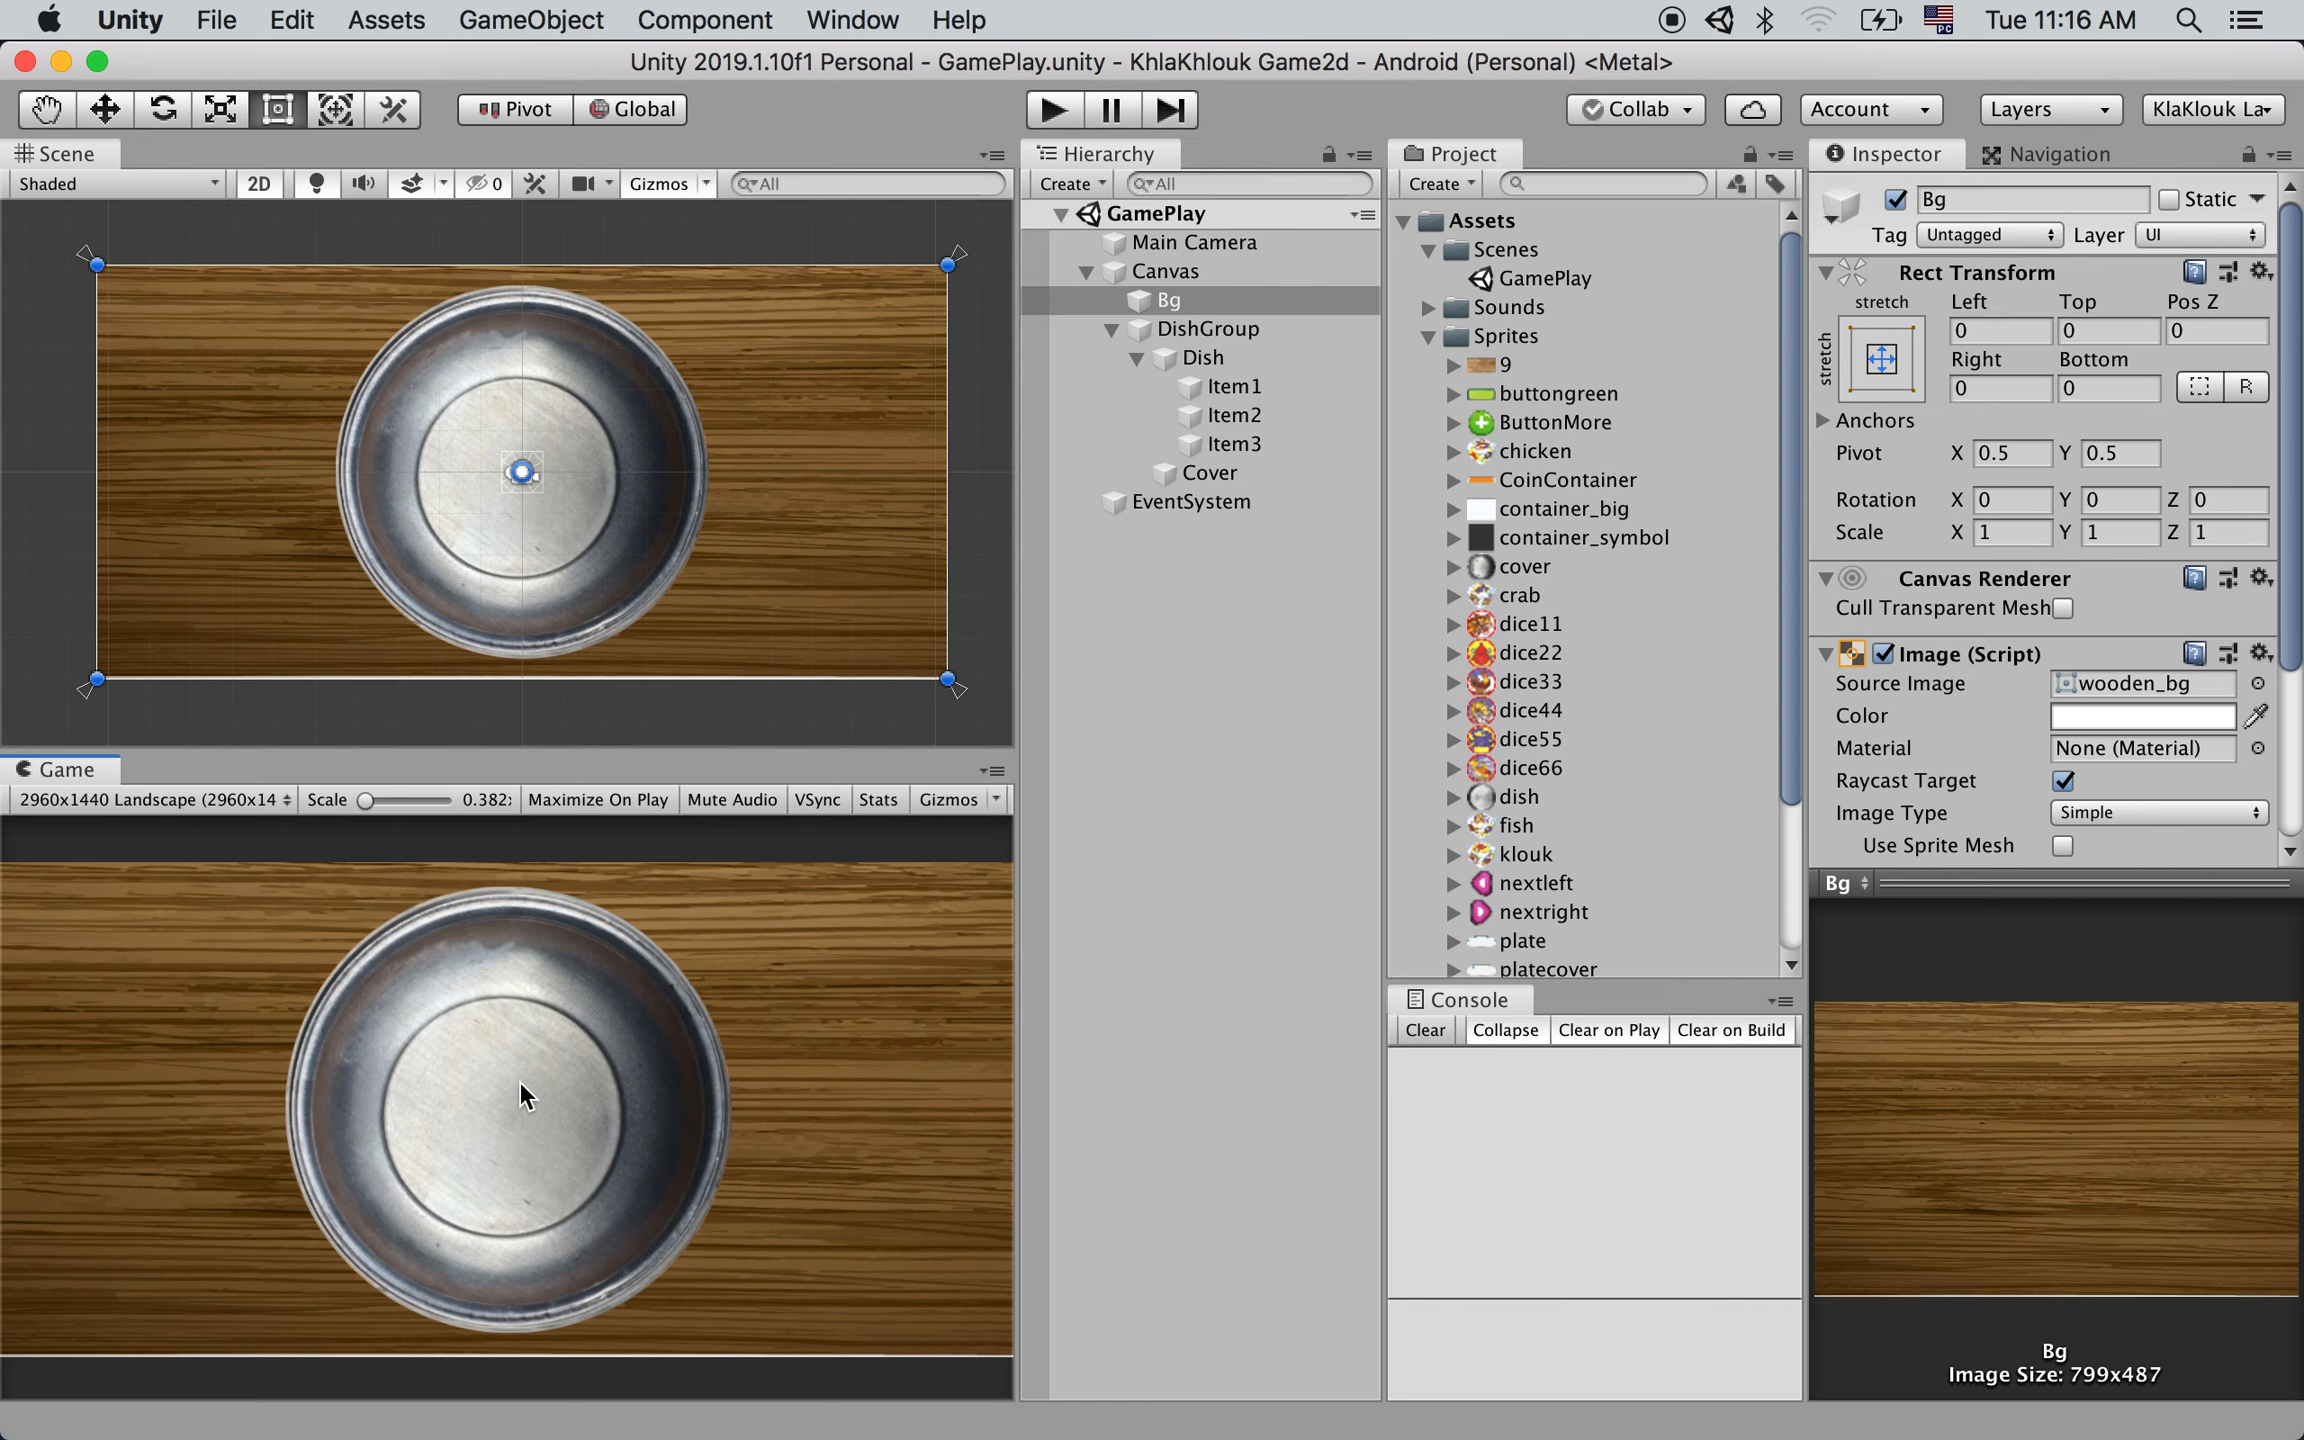 Unity File Edit Assets GameObject Component Window Help Tue 11:16 AM
Unity 2019.1.10f1 Personal - GamePlay.unity - KhlaKhlouk Game2d - Android (Personal) <Metal>
Pivot Global Collab Account Layers KlaKlouk La
Scene
Shaded 2D 0 Gizmos All
Game
2960x1440 Landscape (2960x14 Scale 0.382: Maximize On Play Mute Audio VSync Stats Gizmos
Hierarchy
Create All
GamePlay
Main Camera
Canvas
Bg
DishGroup
Dish
Item1
Item2
Item3
Cover
EventSystem
Project
Create
Assets
Scenes
GamePlay
Sounds
Sprites
9
buttongreen
ButtonMore
chicken
CoinContainer
container_big
container_symbol
cover
crab
dice11
dice22
dice33
dice44
dice55
dice66
dish
fish
klouk
nextleft
nextright
plate
platecover
Console
Clear Collapse Clear on Play Clear on Build
Inspector Navigation
Bg Static
Tag Untagged Layer UI
Rect Transform
stretch Left Top Pos Z
stretch
0 0 0
Right Bottom
0 0 R
Anchors
Pivot X 0.5 Y 0.5
Rotation X 0 Y 0 Z 0
Scale X 1 Y 1 Z 1
Canvas Renderer
Cull Transparent Mesh
Image (Script)
Source Image wooden_bg
Color
Material None (Material)
Raycast Target
Image Type Simple
Use Sprite Mesh
Bg
Bg
Image Size: 799x487